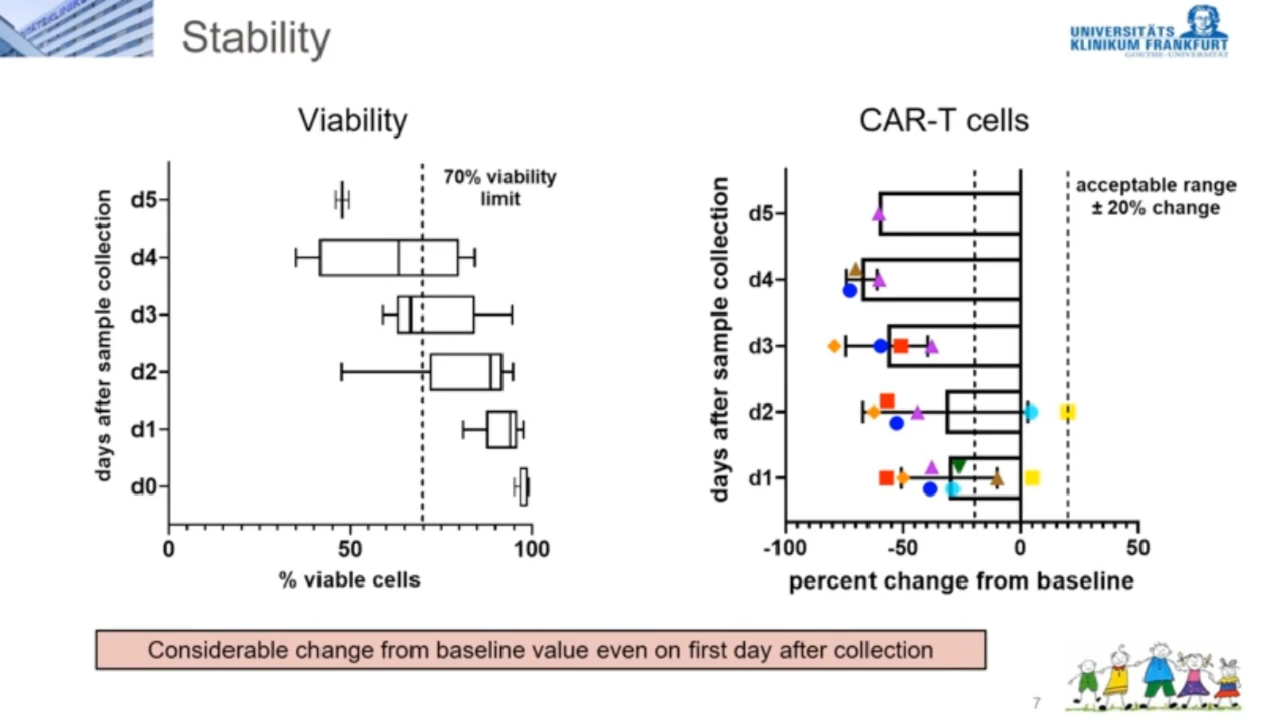 TÄTSKLINIK
Stability
UNIVERSITÄTS
KLINIKUM FRANKFURT
GOETHE-UNIVERSITÄT
Viability
70% viability
limit
days after sample collection
d5
d4
d3
d2
d1
d0
0 50 100
% viable cells
CAR-T cells
acceptable range
± 20% change
days after sample collection
d5
d4
d3
d2
d1
-100 -50 0 50
percent change from baseline
Considerable change from baseline value even on first day after collection
7